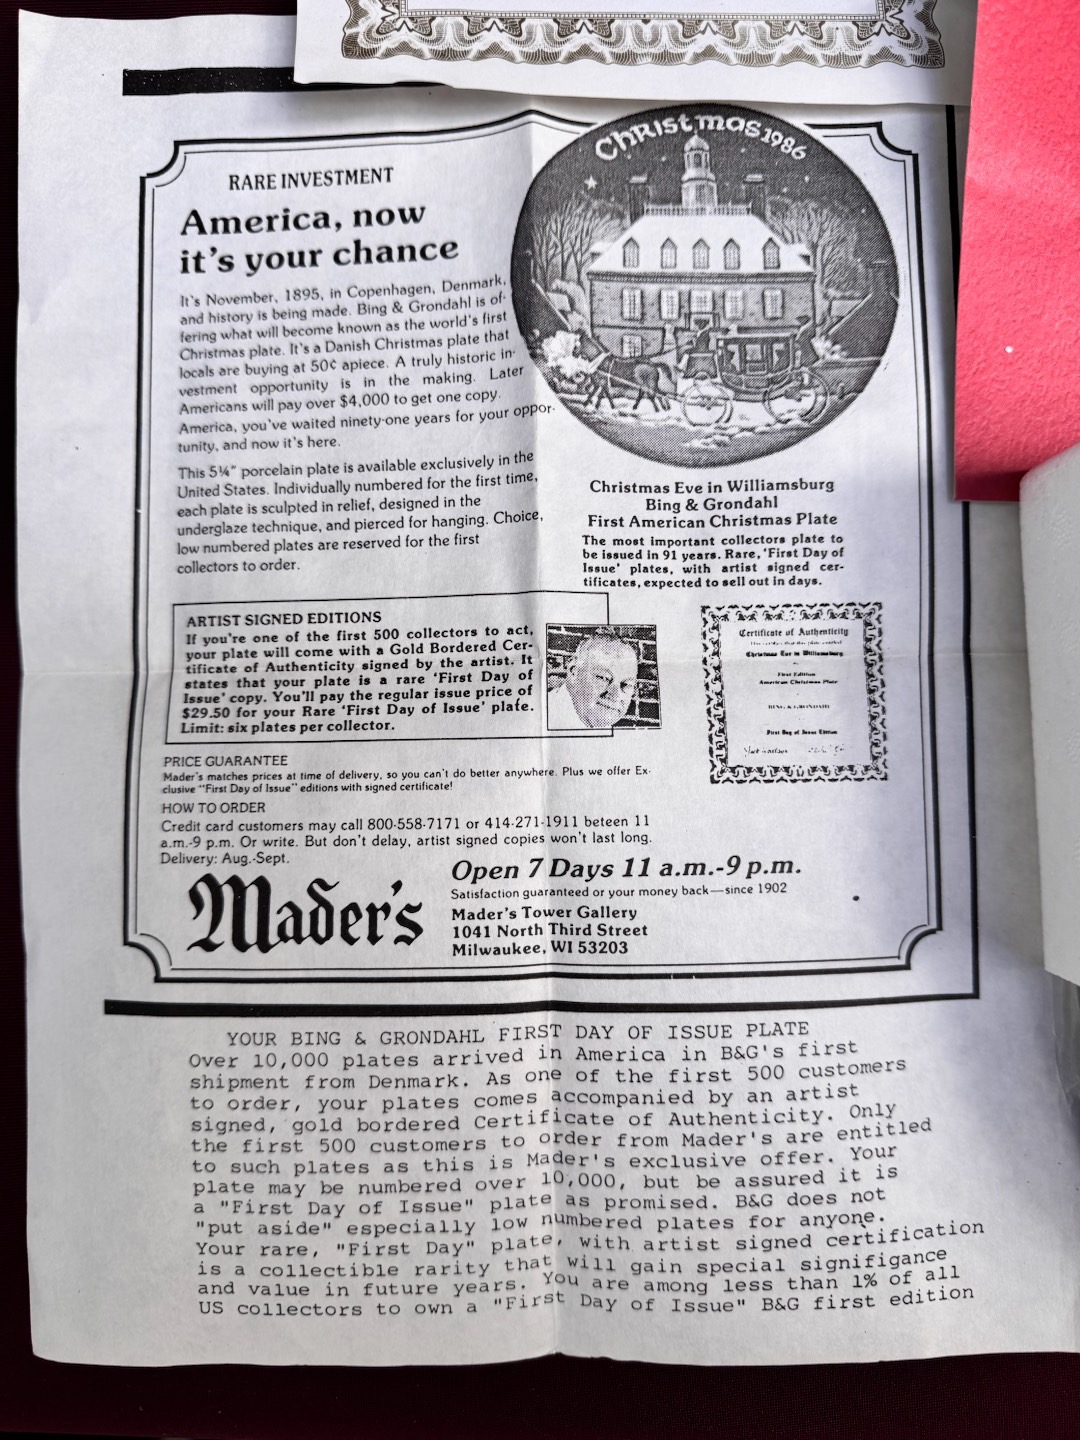 Christmas 1986
RARE INVESTMENT
America, now
it's your chance
It's November, 1895, in Copenhagen, Denmark,
and history is being made. Bing & Grondahl is of-
fering what will become known as the world's first
Christmas plate. It's a Danish Christmas plate that
locals are buying at 50¢ apiece. A truly historic in-
vestment opportunity is in the making. Later
Americans will pay over $4,000 to get one copy.
America, you've waited ninety-one years for your oppor-
tunity, and now it's here.
This 5¼" porcelain plate is available exclusively in the
United States. Individually numbered for the first time,
each plate is sculpted in relief, designed in the
underglaze technique, and pierced for hanging. Choice,
low numbered plates are reserved for the first
collectors to order.
Christmas Eve in Williamsburg
Bing & Grondahl
First American Christmas Plate
The most important collectors plate to
be issued in 91 years. Rare, 'First Day of
Issue' plates, with artist signed cer-
tificates, expected to sell out in days.
ARTIST SIGNED EDITIONS
If you're one of the first 500 collectors to act,
your plate will come with a Gold Bordered Cer-
tificate of Authenticity signed by the artist. It
states that your plate is a rare 'First Day of
Issue' copy. You'll pay the regular issue price of
$29.50 for your Rare 'First Day of Issue' plate.
Limit: six plates per collector.
Certificate of Authenticity
Christmas Eve in Williamsburg
First Edition
American Christmas Plate
BING & GRONDAHL
First Day of Issue Edition
PRICE GUARANTEE
Mader's matches prices at time of delivery, so you can't do better anywhere. Plus we offer Ex-
clusive "First Day of Issue" editions with signed certificate!
HOW TO ORDER
Credit card customers may call 800-558-7171 or 414-271-1911 beteen 11
a.m.-9 p.m. Or write. But don't delay, artist signed copies won't last long.
Delivery: Aug.-Sept.
Mader's
Open 7 Days 11 a.m.-9 p.m.
Satisfaction guaranteed or your money back—since 1902
Mader's Tower Gallery
1041 North Third Street
Milwaukee, WI 53203
YOUR BING & GRONDAHL FIRST DAY OF ISSUE PLATE
Over 10,000 plates arrived in America in B&G's first
shipment from Denmark. As one of the first 500 customers
to order, your plates comes accompanied by an artist
signed, gold bordered Certificate of Authenticity. Only
the first 500 customers to order from Mader's are entitled
to such plates as this is Mader's exclusive offer. Your
plate may be numbered over 10,000, but be assured it is
a "First Day of Issue" plate as promised. B&G does not
"put aside" especially low numbered plates for anyone.
Your rare, "First Day" plate, with artist signed certification
is a collectible rarity that will gain special signifigance
and value in future years. You are among less than 1% of all
US collectors to own a "First Day of Issue" B&G first edition